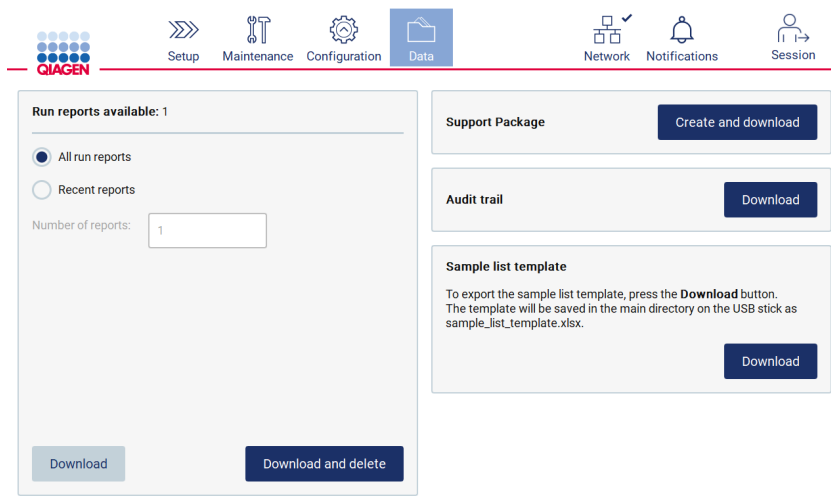 QIAGEN
Setup
Maintenance
Configuration
Data
Network
Notifications
Session
Run reports available: 1
All run reports
Recent reports
Number of reports:
1
Download
Download and delete
Support Package
Create and download
Audit trail
Download
Sample list template
To export the sample list template, press the Download button.
The template will be saved in the main directory on the USB stick as
sample_list_template.xlsx.
Download